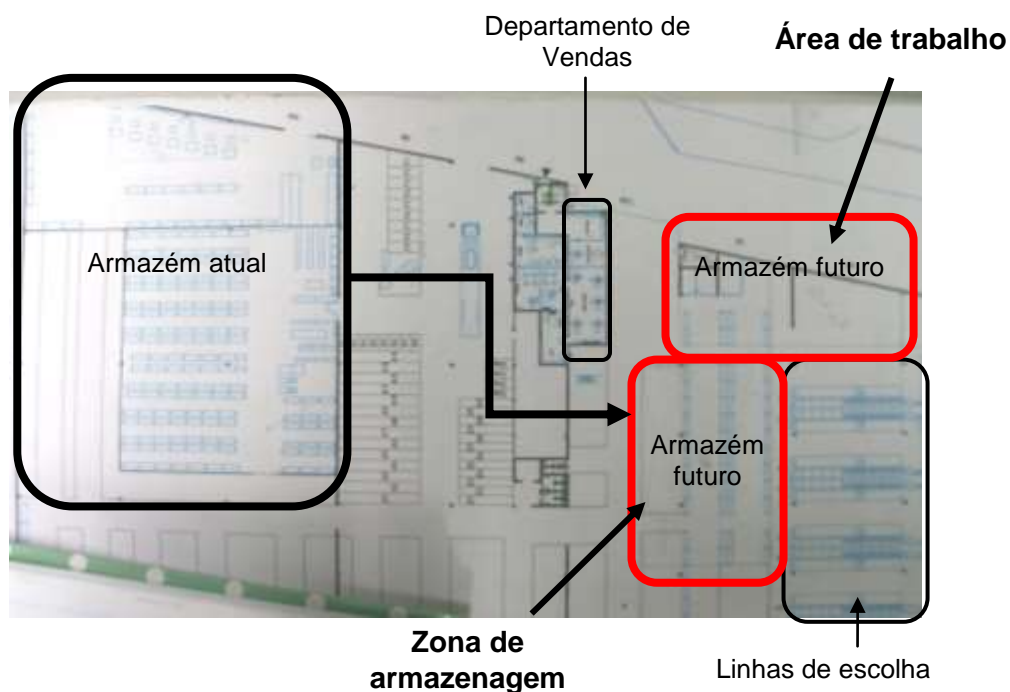 Departamento de
Vendas
Área de trabalho
Armazém atual
Armazém futuro
Armazém
futuro
Zona de
armazenagem
Linhas de escolha